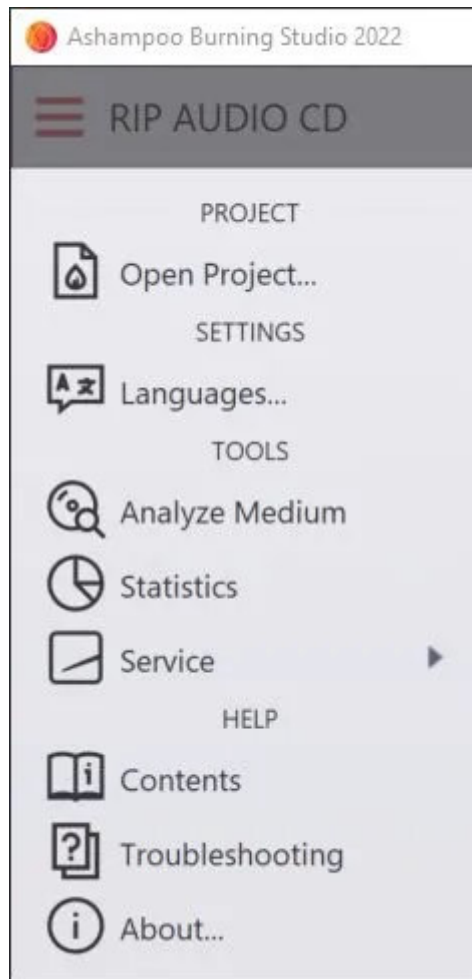 Ashampoo Burning Studio 2022
RIP AUDIO CD
PROJECT
Open Project...
SETTINGS
Languages...
TOOLS
Analyze Medium
Statistics
Service
HELP
Contents
Troubleshooting
About...